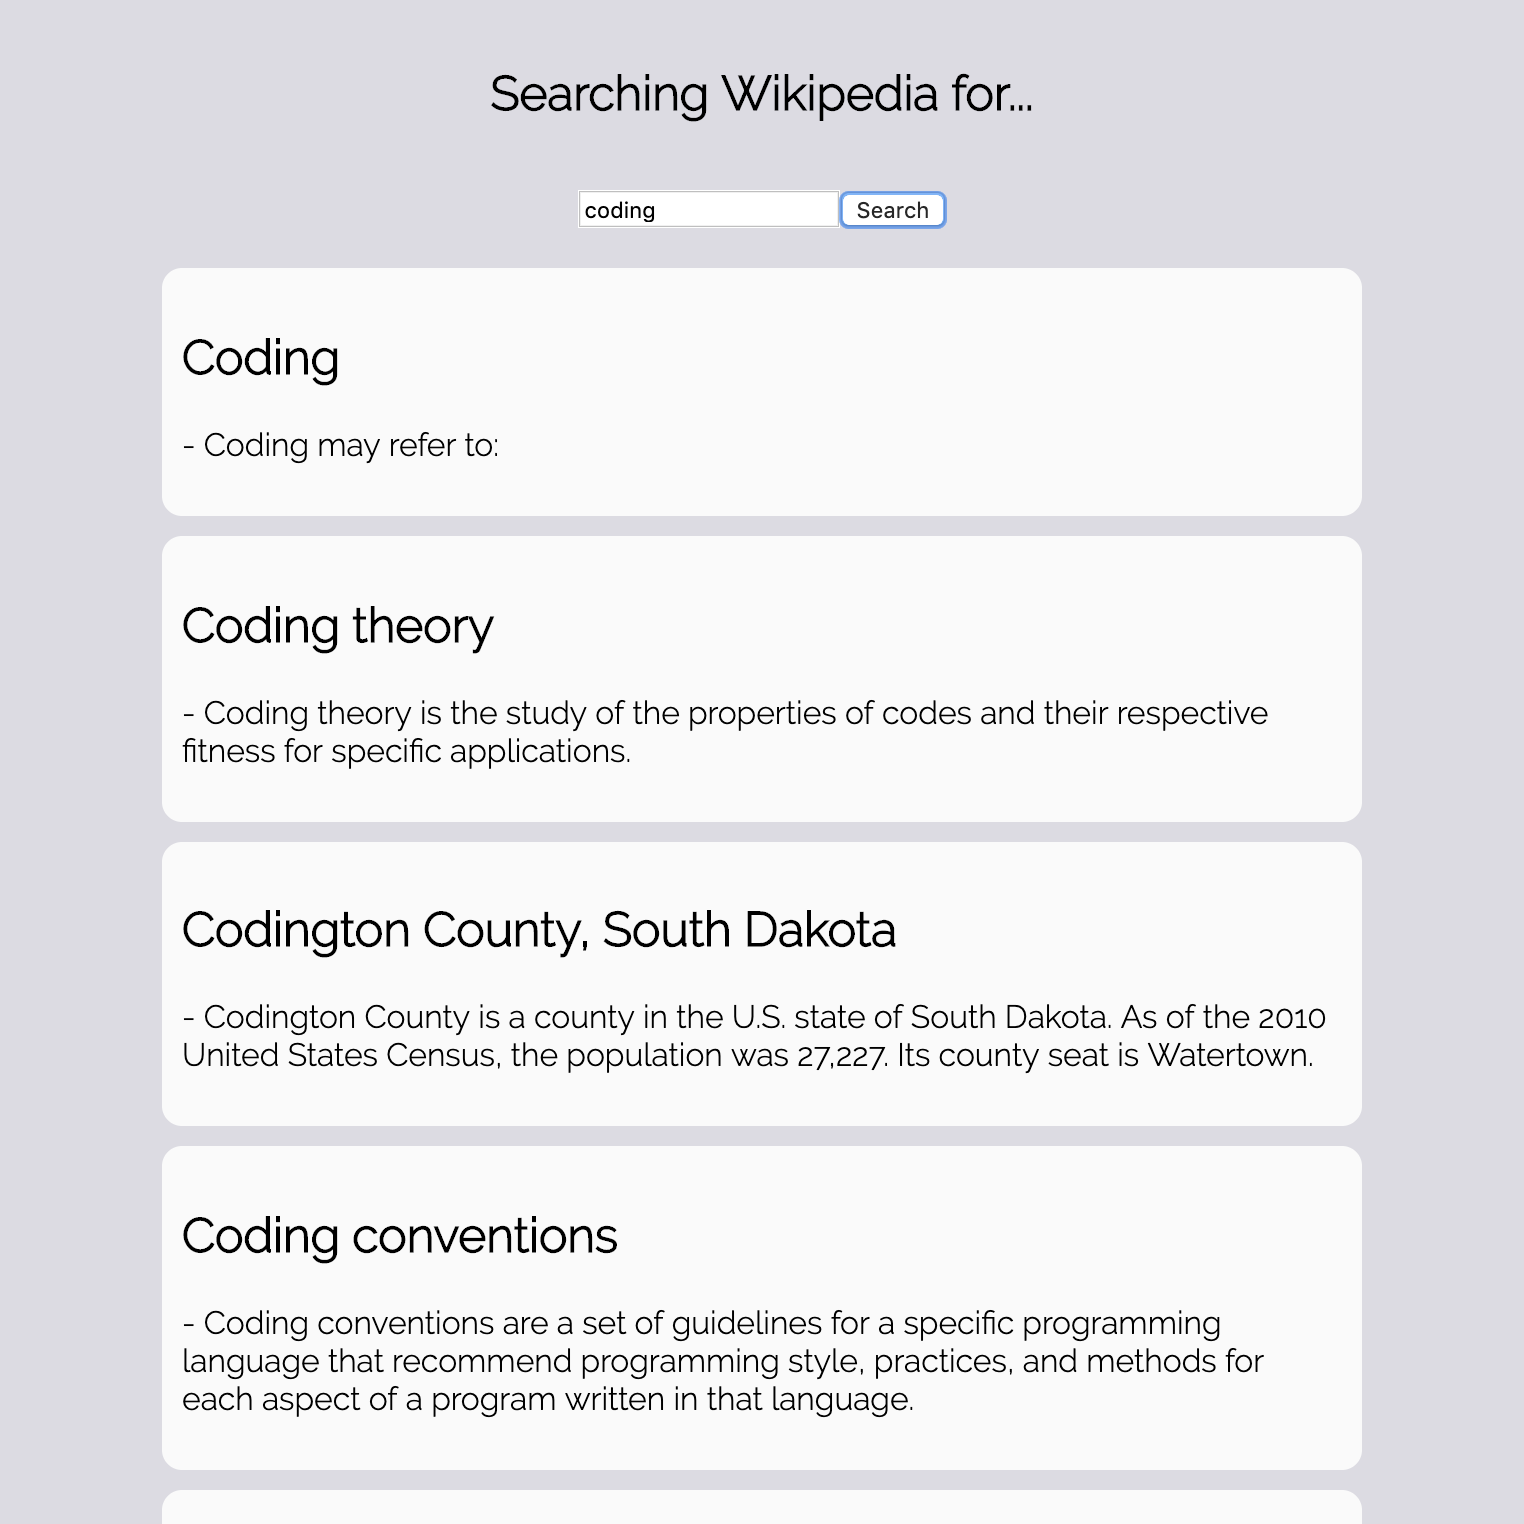 Searching Wikipedia for...
coding Search
Coding
- Coding may refer to:
Coding theory
- Coding theory is the study of the properties of codes and their respective
fitness for specific applications.
Codington County, South Dakota
- Codington County is a county in the U.S. state of South Dakota. As of the 2010
United States Census, the population was 27,227. Its county seat is Watertown.
Coding conventions
- Coding conventions are a set of guidelines for a specific programming
language that recommend programming style, practices, and methods for
each aspect of a program written in that language.